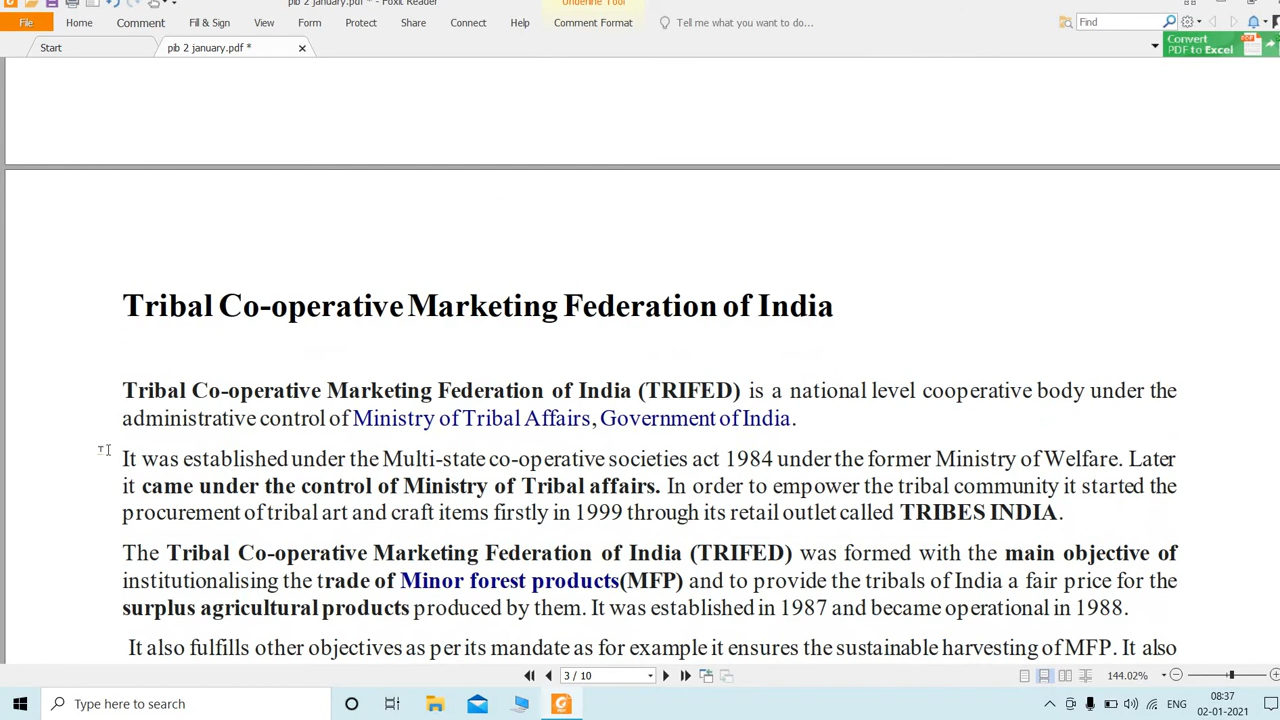 pib 2 january.pdf * - Foxit Reader
Underline Tool
File Home Comment Fill & Sign View Form Protect Share Connect Help Comment Format Tell me what you want to do... Find
Start pib 2 january.pdf *
Convert
PDF to Excel
Tribal Co-operative Marketing Federation of India
Tribal Co-operative Marketing Federation of India (TRIFED) is a national level cooperative body under the
administrative control of Ministry of Tribal Affairs, Government of India.
It was established under the Multi-state co-operative societies act 1984 under the former Ministry of Welfare. Later
it came under the control of Ministry of Tribal affairs. In order to empower the tribal community it started the
procurement of tribal art and craft items firstly in 1999 through its retail outlet called TRIBES INDIA.
The Tribal Co-operative Marketing Federation of India (TRIFED) was formed with the main objective of
institutionalising the trade of Minor forest products(MFP) and to provide the tribals of India a fair price for the
surplus agricultural products produced by them. It was established in 1987 and became operational in 1988.
It also fulfills other objectives as per its mandate as for example it ensures the sustainable harvesting of MFP. It also
3 / 10 144.02%
Type here to search ENG 08:37
02-01-2021